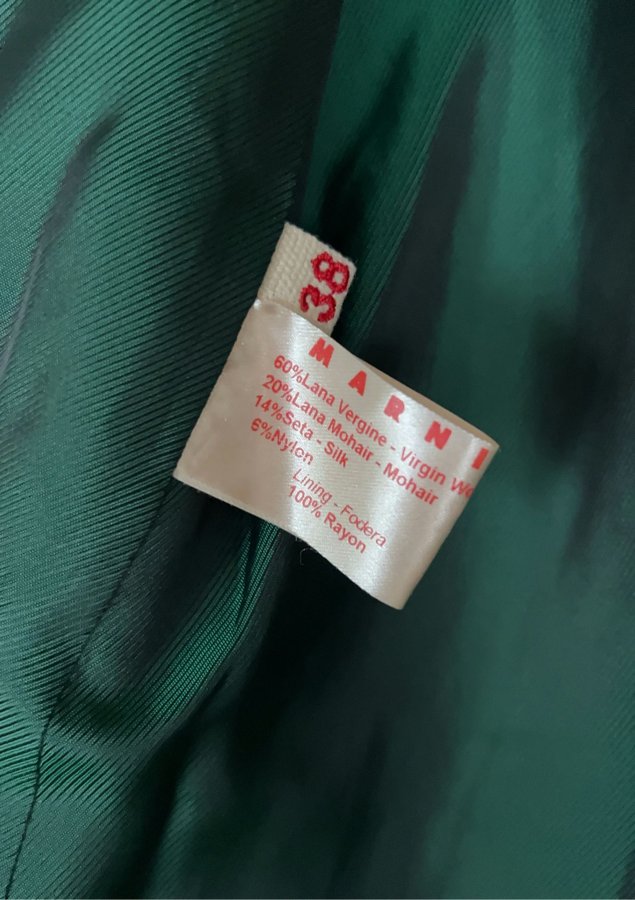 38
MARNI
60%Lana Vergine - Virgin Wo
20%Lana Mohair - Mohair
14%Seta - Silk
6%Nylon
Lining - Fodera
100% Rayon